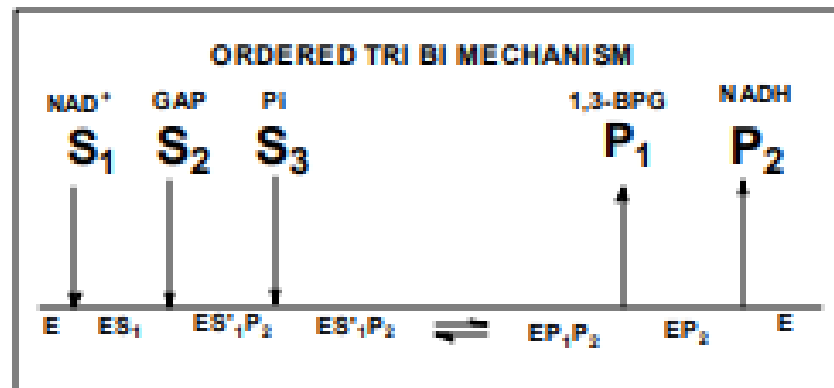 ORDERED TRI BI MECHANISM
NAD⁺ GAP Pi 1,3-BPG NADH
S₁ S₂ S₃ P₁ P₂
E ES₁ ES'₁P₂ ES'₁P₂ ⇌ EP₁P₂ EP₂ E